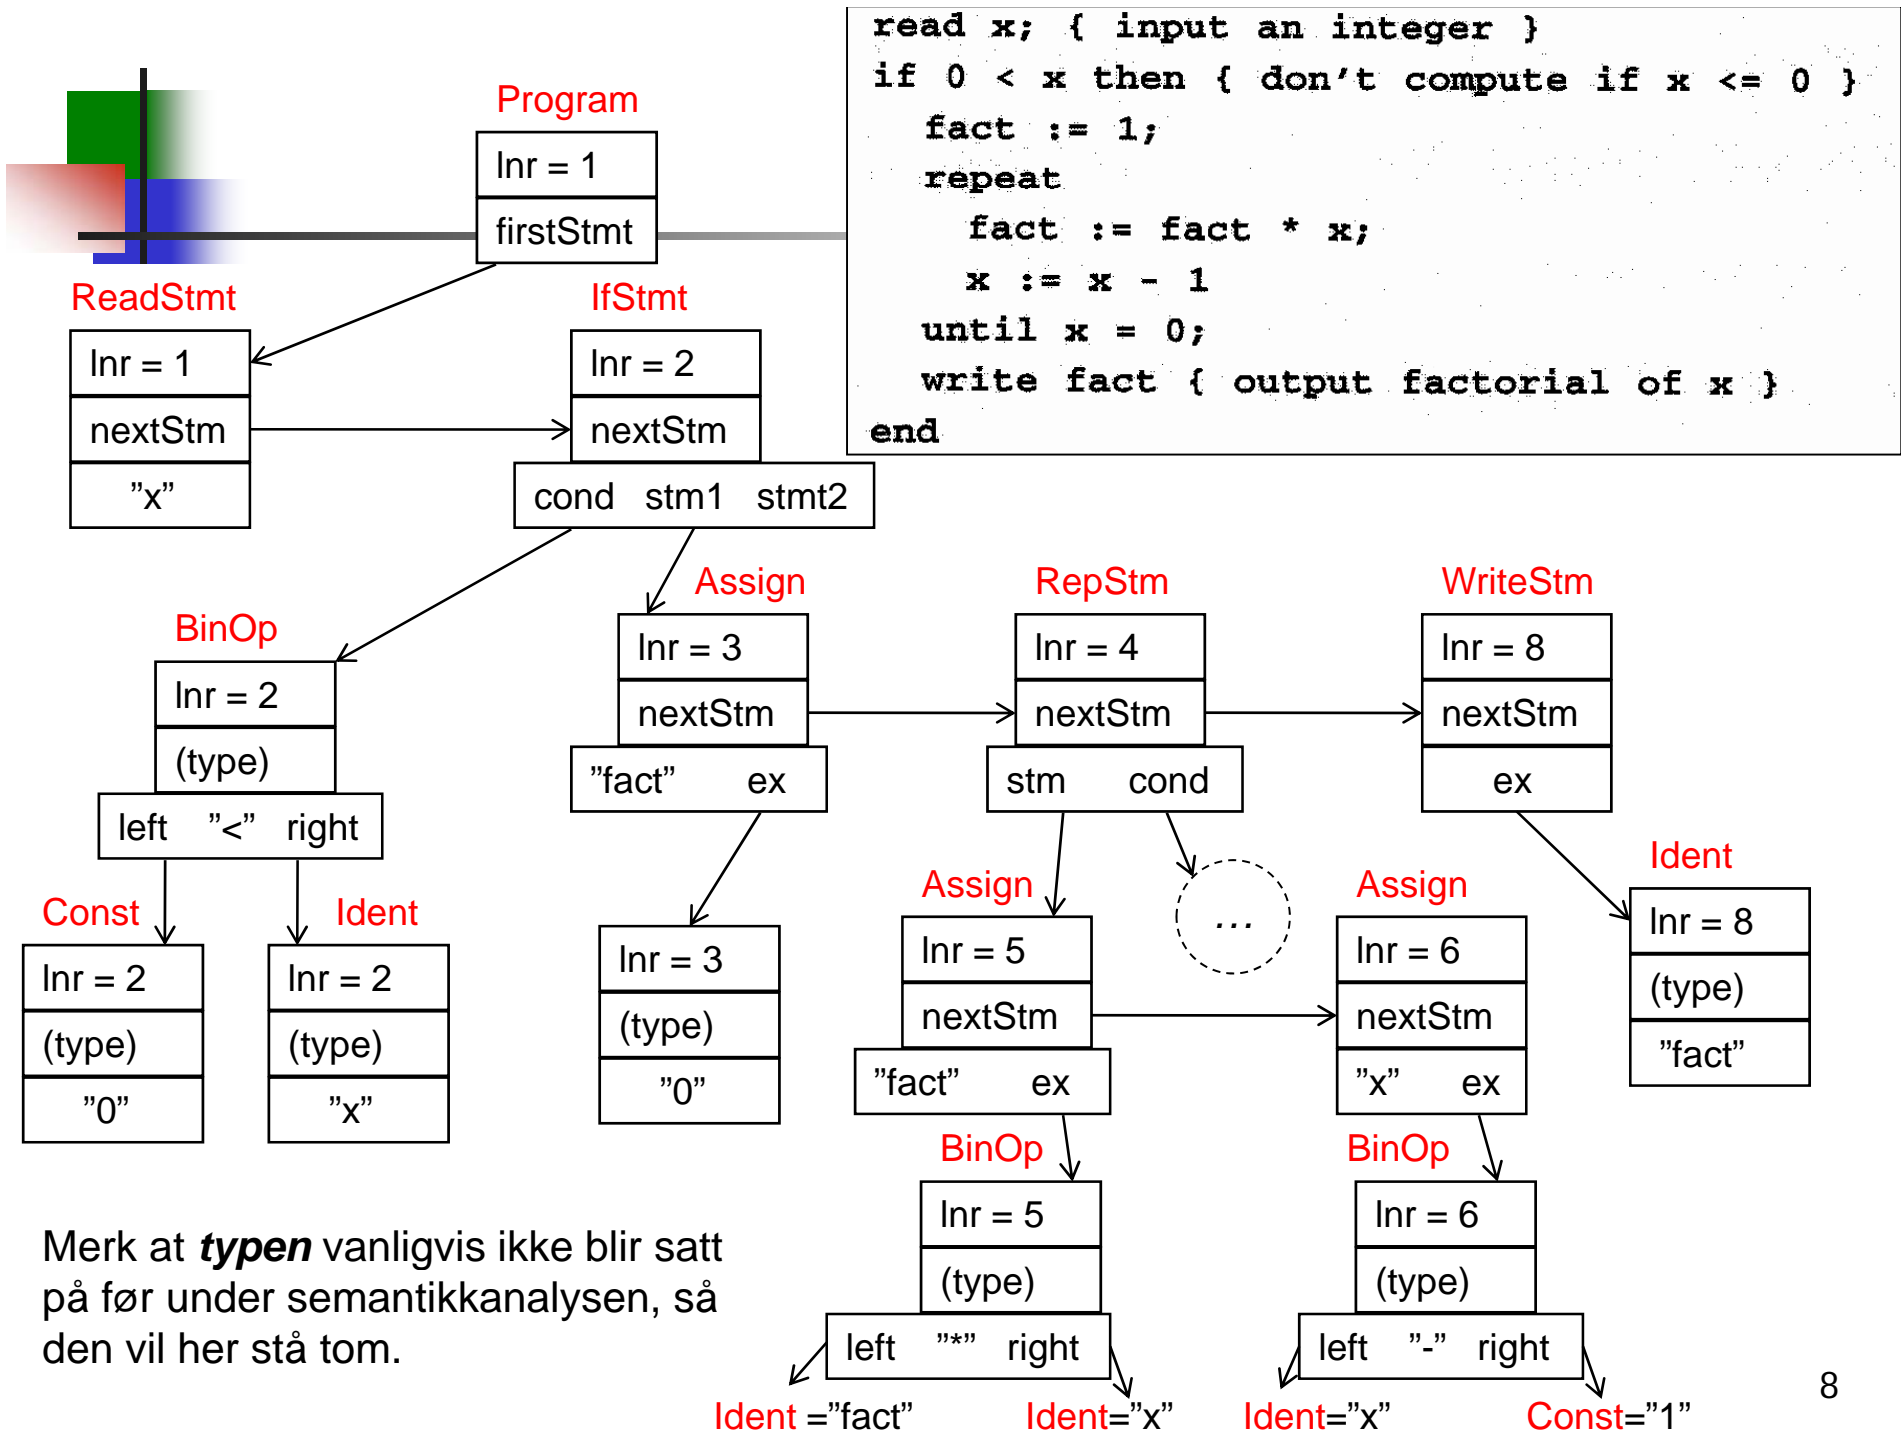 read x; { input an integer }
if 0 < x then { don't compute if x <= 0 }
fact := 1;
repeat
fact := fact * x;
x := x - 1
until x = 0;
write fact { output factorial of x }
end
Program
lnr = 1
firstStmt
ReadStmt
lnr = 1
nextStm
”x”
IfStmt
lnr = 2
nextStm
cond stm1 stmt2
BinOp
lnr = 2
(type)
left ”<” right
Const
lnr = 2
(type)
”0”
Ident
lnr = 2
(type)
”x”
Assign
lnr = 3
nextStm
”fact” ex
lnr = 3
(type)
”0”
RepStm
lnr = 4
nextStm
stm cond
...
WriteStm
lnr = 8
nextStm
ex
Ident
lnr = 8
(type)
”fact”
Assign
lnr = 5
nextStm
”fact” ex
Assign
lnr = 6
nextStm
”x” ex
BinOp
lnr = 5
(type)
left ”*” right
Ident =”fact”
Ident=”x”
BinOp
lnr = 6
(type)
left ”-” right
Ident=”x”
Const=”1”
Merk at typen vanligvis ikke blir satt
på før under semantikkanalysen, så
den vil her stå tom.
8